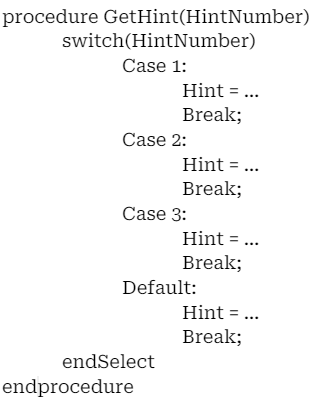 procedure GetHint(HintNumber)
switch(HintNumber)
Case 1:
Hint = ...
Break;
Case 2:
Hint = ...
Break;
Case 3:
Hint = ...
Break;
Default:
Hint = ...
Break;
endSelect
endprocedure